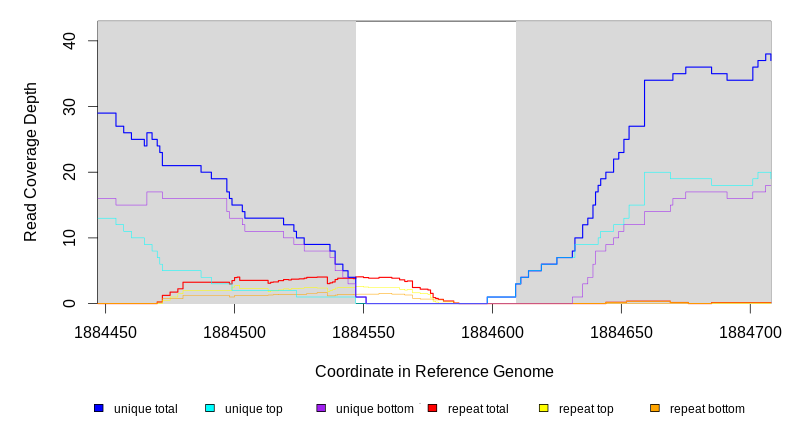 Read Coverage Depth
40
30
20
10
0
1884450 1884500 1884550 1884600 1884650 1884700
Coordinate in Reference Genome
unique total unique top unique bottom repeat total repeat top repeat bottom